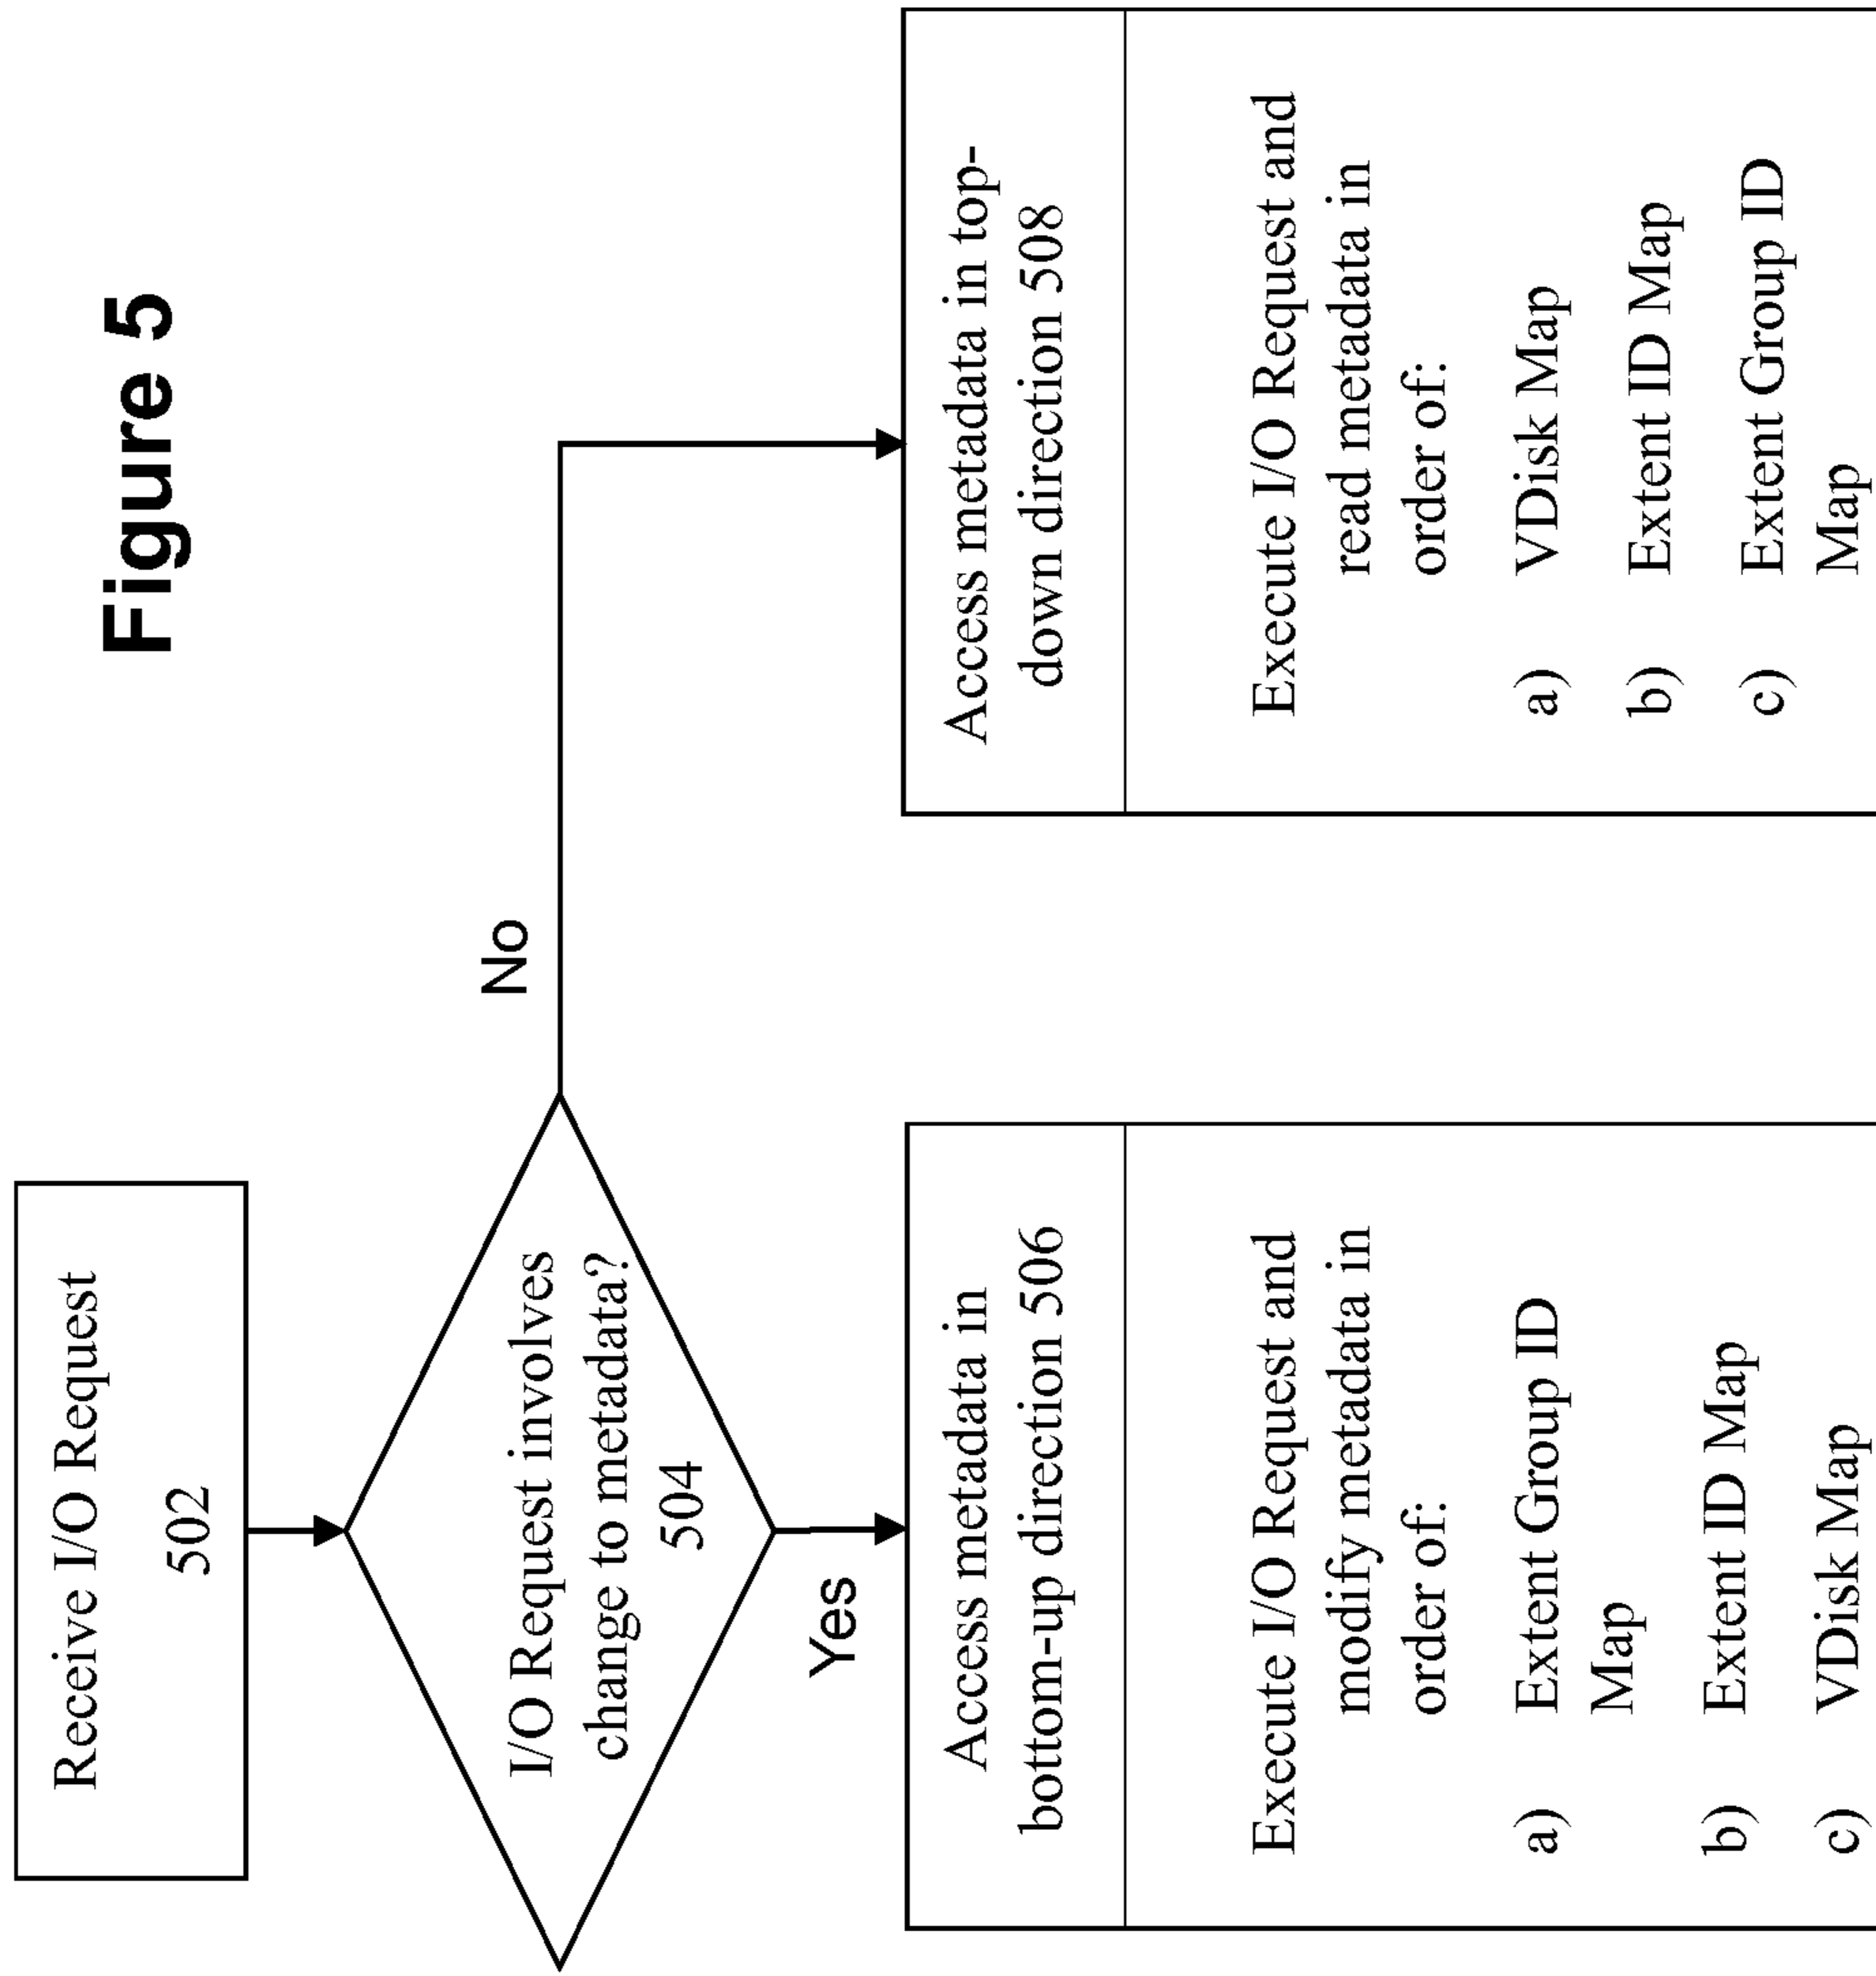 Figure 5
Receive I/O Request
502
I/O Request involves
change to metadata?
504
No
Yes
Access metadata in
bottom-up direction 506
Execute I/O Request and
modify metadata in
order of:
a) Extent Group ID
Map
b) Extent ID Map
c) VDisk Map
Access metadata in top-
down direction 508
Execute I/O Request and
read metadata in
order of:
a) VDisk Map
b) Extent ID Map
c) Extent Group ID
Map